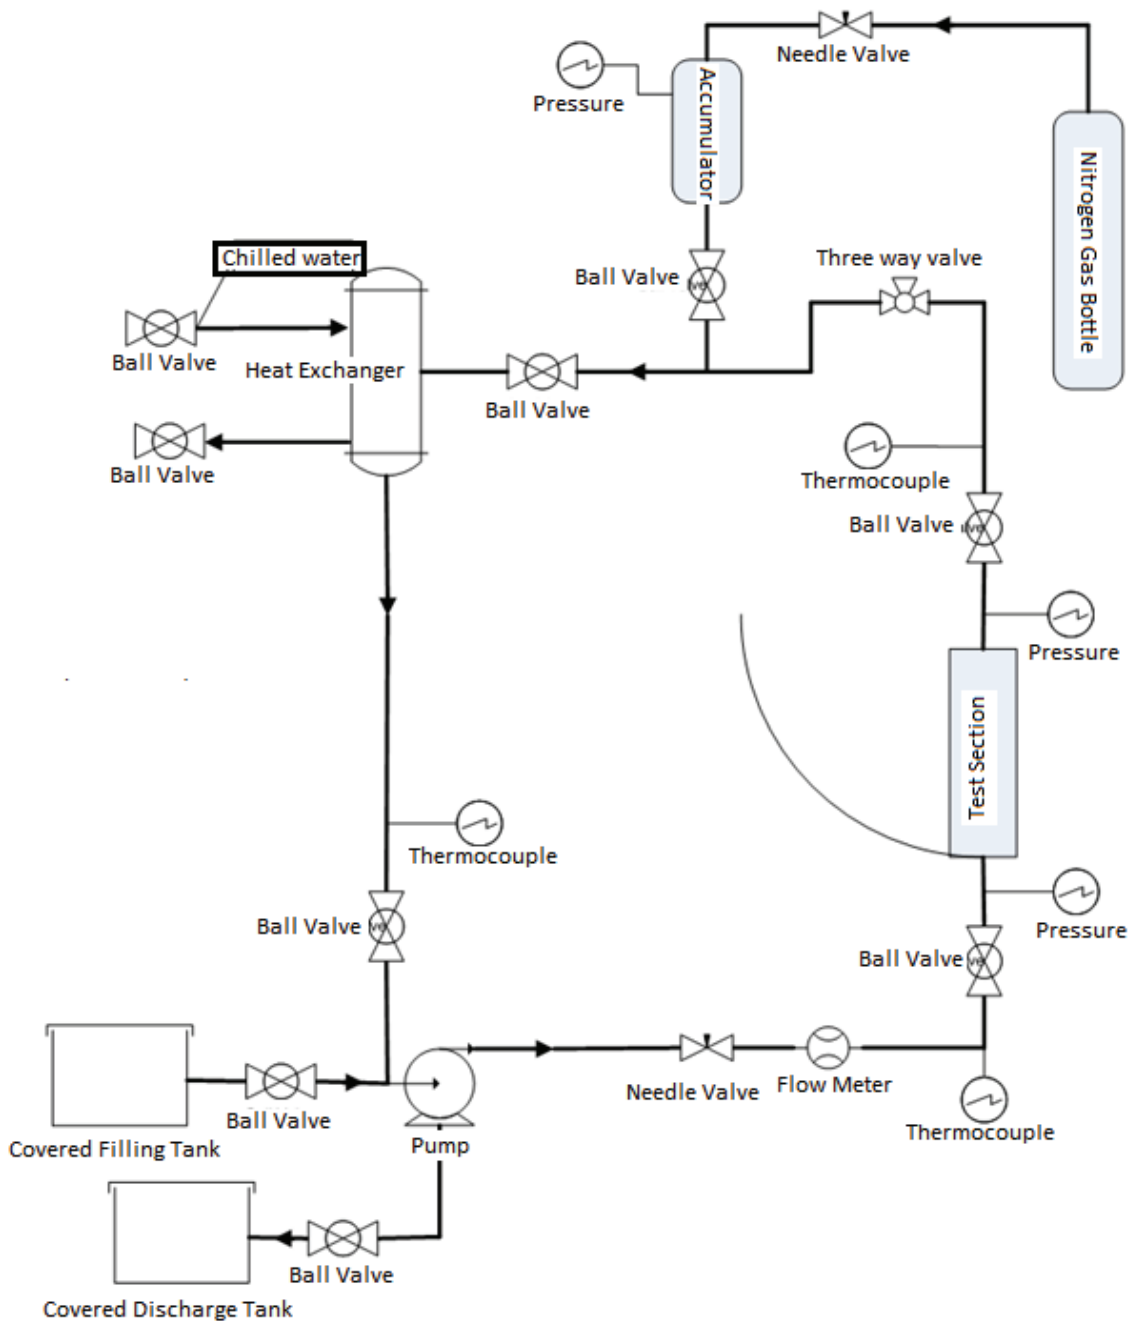 Needle Valve
Pressure
Accumulator
Nitrogen Gas Bottle
Chilled water
Ball Valve
Three way valve
Ball Valve
Heat Exchanger
Ball Valve
Ball Valve
Thermocouple
Ball Valve
Pressure
Test Section
Thermocouple
Ball Valve
Pressure
Ball Valve
Needle Valve
Flow Meter
Ball Valve
Thermocouple
Covered Filling Tank
Pump
Ball Valve
Covered Discharge Tank